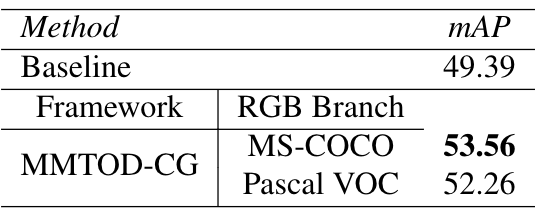 Method mAP
Baseline 49.39
Framework RGB Branch
MMTOD-CG MS-COCO 53.56
Pascal VOC 52.26